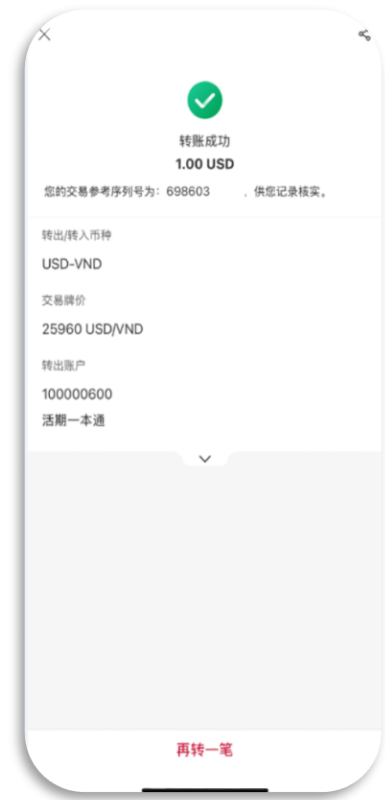 转账成功
1.00 USD
您的交易参考序列号为：698603 ，供您记录核实。
转出/转入币种
USD-VND
交易牌价
25960 USD/VND
转出账户
100000600
活期一本通
再转一笔